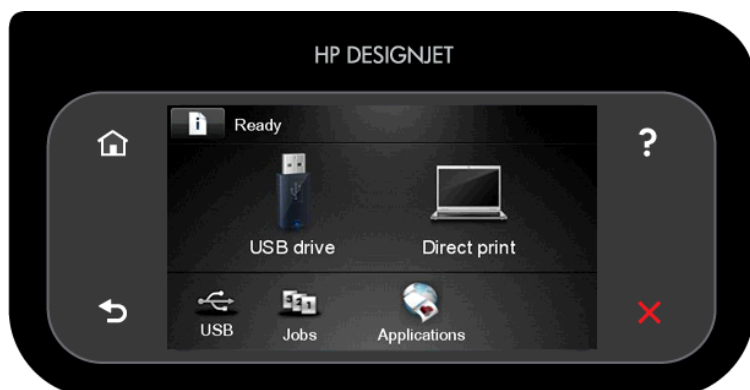 HP DESIGNJET
Ready
?
USB drive
Direct print
USB
Jobs
Applications